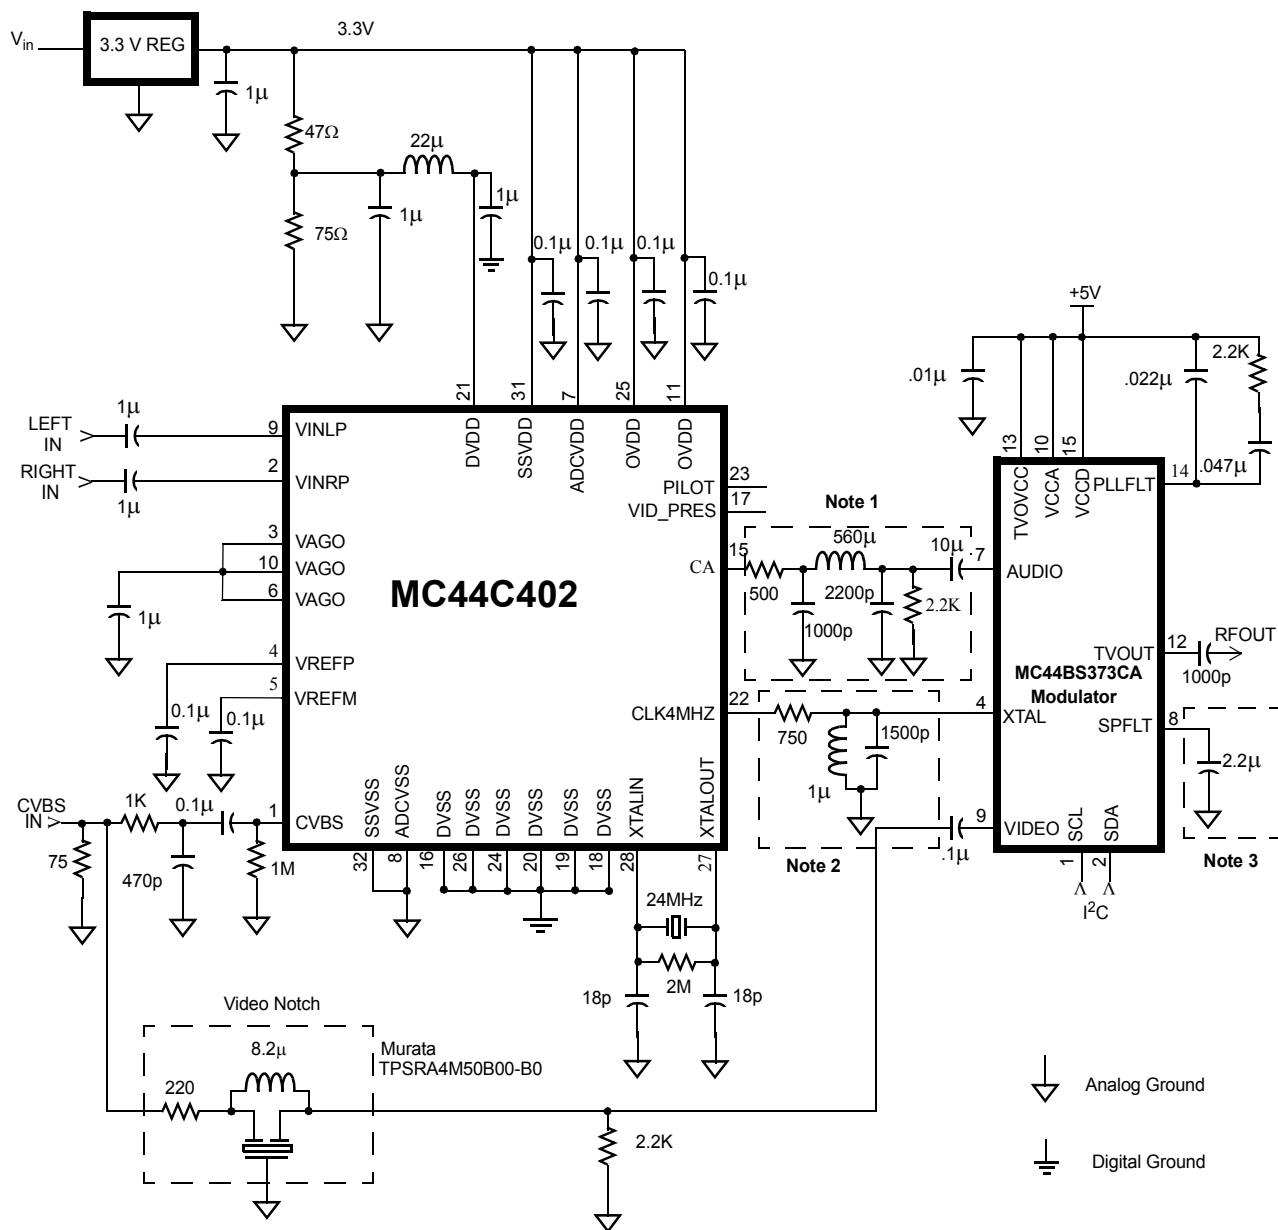 V_in
3.3 V REG
3.3V
1μ
47Ω
22μ
1μ
1μ
75Ω
0.1μ
0.1μ
0.1μ
0.1μ
+5V
.01μ
.022μ
2.2K
.047μ
LEFT IN
1μ
RIGHT IN
1μ
21
31
7
25
11
DVDD
SSVDD
ADCVDD
OVDD
OVDD
9
VINLP
2
VINRP
3
VAGO
10
VAGO
6
VAGO
1μ
4
VREFP
5
VREFM
0.1μ
0.1μ
MC44C402
PILOT
23
VID_PRES
17
CA
15
CLK4MHZ
22
Note 1
500
560μ
1000p
2200p
2.2K
10μ
750
1μ
1500p
Note 2
13
10
15
TVOVCC
VCCA
VCCD
PLLFLT
14
7
AUDIO
TVOUT
12
RFOUT
1000p
MC44BS373CA
Modulator
4
XTAL
SPFLT
8
2.2μ
Note 3
9
VIDEO
.1μ
SCL
SDA
1
2
I²C
CVBS IN
75
1K
470p
0.1μ
1M
1
CVBS
SSVSS
ADCVSS
DVSS
DVSS
DVSS
DVSS
DVSS
DVSS
XTALIN
XTALOUT
32
8
16
26
24
20
19
18
28
27
24MHz
2M
18p
18p
Video Notch
8.2μ
220
Murata
TPSRA4M50B00-B0
2.2K
Analog Ground
Digital Ground